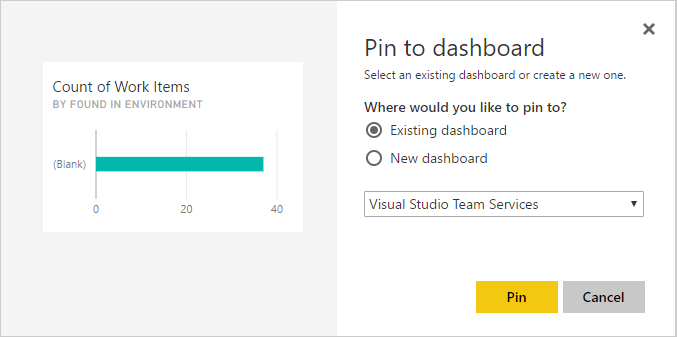 Count of Work Items
BY FOUND IN ENVIRONMENT
(Blank)
0 20 40
Pin to dashboard
Select an existing dashboard or create a new one.
Where would you like to pin to?
Existing dashboard
New dashboard
Visual Studio Team Services
Pin Cancel